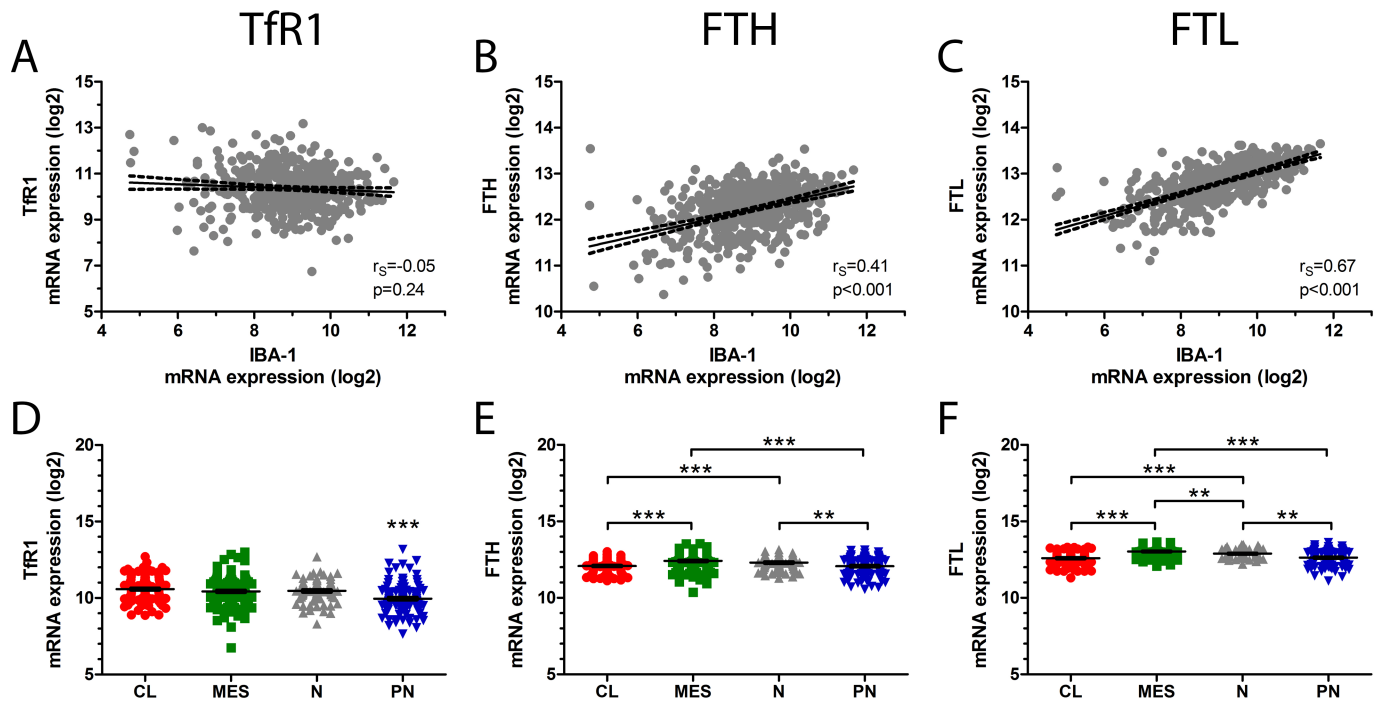 TfR1
FTH
FTL
A
B
C
TfR1
mRNA expression (log2)
15
13
11
9
7
5
4
6
8
10
12
rS=-0.05
p=0.24
IBA-1
mRNA expression (log2)
FTH
mRNA expression (log2)
15
14
13
12
11
10
4
6
8
10
12
rS=0.41
p<0.001
IBA-1
mRNA expression (log2)
FTL
mRNA expression (log2)
15
14
13
12
11
10
4
6
8
10
12
rS=0.67
p<0.001
IBA-1
mRNA expression (log2)
D
E
F
TfR1
mRNA expression (log2)
20
15
10
5
***
CL
MES
N
PN
FTH
mRNA expression (log2)
20
15
10
5
***
***
***
**
CL
MES
N
PN
FTL
mRNA expression (log2)
20
15
10
5
***
***
**
***
**
CL
MES
N
PN